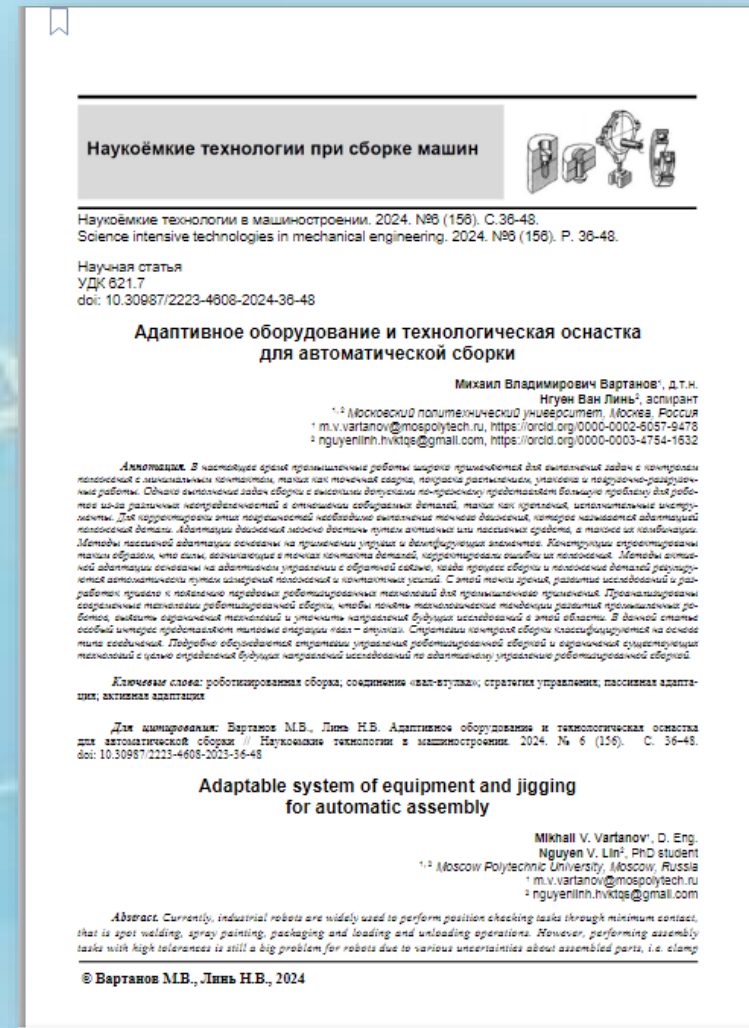 Наукоёмкие технологии при сборке машин
Наукоёмкие технологии в машиностроении. 2024. №6 (156). С.36-48.
Science intensive technologies in mechanical engineering. 2024. №6 (156). P. 36-48.
Научная статья
УДК 621.7
doi: 10.30987/2223-4608-2024-36-48
Адаптивное оборудование и технологическая оснастка
для автоматической сборки
Михаил Владимирович Вартанов¹, д.т.н.
Нгуен Ван Линь², аспирант
¹, ² Московский политехнический университет, Москва, Россия
¹ m.v.vartanov@mospolytech.ru, https://orcid.org/0000-0002-6057-9478
² nguyenlinh.hvktqs@gmail.com, https://orcid.org/0000-0003-4754-1632
Аннотация. В настоящее время промышленные роботы широко применяются для выполнения задач с контролем
положения с минимальным контактом, таких как точечная сварка, покраска распылением, упаковка и погрузочно-разгрузоч-
ные работы. Однако выполнение задач сборки с высокими допусками по-прежнему представляет большую проблему для робо-
тов из-за различных неопределенностей в отношении собираемых деталей, таких как крепления, исполнительные инстру-
менты. Для корректировки этих погрешностей необходимо выполнение точного движения, которое называется адаптацией
положения детали. Адаптации движения можно достичь путем активных или пассивных средств, а также их комбинации.
Методы пассивной адаптации основаны на применении упругих и демпфирующих элементов. Конструкции спроектированы
таким образом, что силы, возникающие в точках контакта деталей, корректировали ошибки их положения. Методы актив-
ной адаптации основаны на адаптивном управлении с обратной связью, когда процесс сборки и положение деталей регулиру-
ются автоматически путем измерения положения и контактных усилий. С этой точки зрения, развитие исследований и раз-
работок привело к появлению передовых роботизированных технологий для промышленного применения. Проанализированы
современные технологии роботизированной сборки, чтобы понять технологические тенденции развития промышленных ро-
ботов, выявить ограничения технологий и уточнить направления будущих исследований в этой области. В данной статье
особый интерес представляют типовые операции «вал – втулка». Стратегии контроля сборки классифицируются на основе
типа соединения. Подробно обсуждаются стратегии управления роботизированной сборкой и ограничения существующих
технологий с целью определения будущих направлений исследований по адаптивному управлению роботизированной сборкой.
Ключевые слова: роботизированная сборка; соединение «вал-втулка»; стратегия управления; пассивная адапта-
ция; активная адаптация
Для цитирования: Вартанов М.В., Линь Н.В. Адаптивное оборудование и технологическая оснастка
для автоматической сборки // Наукоемкие технологии в машиностроении. 2024. № 6 (156). С. 36–48.
doi: 10.30987/2223-4608-2023-36-48
Adaptable system of equipment and jigging
for automatic assembly
Mikhail V. Vartanov¹, D. Eng.
Nguyen V. Lin², PhD student
¹, ² Moscow Polytechnic University, Moscow, Russia
¹ m.v.vartanov@mospolytech.ru
² nguyenlinh.hvktqs@gmail.com
Abstract. Currently, industrial robots are widely used to perform position checking tasks through minimum contact,
that is spot welding, spray painting, packaging and loading and unloading operations. However, performing assembly
tasks with high tolerances is still a big problem for robots due to various uncertainties about assembled parts, i.e. clamp
© Вартанов М.В., Линь Н.В., 2024